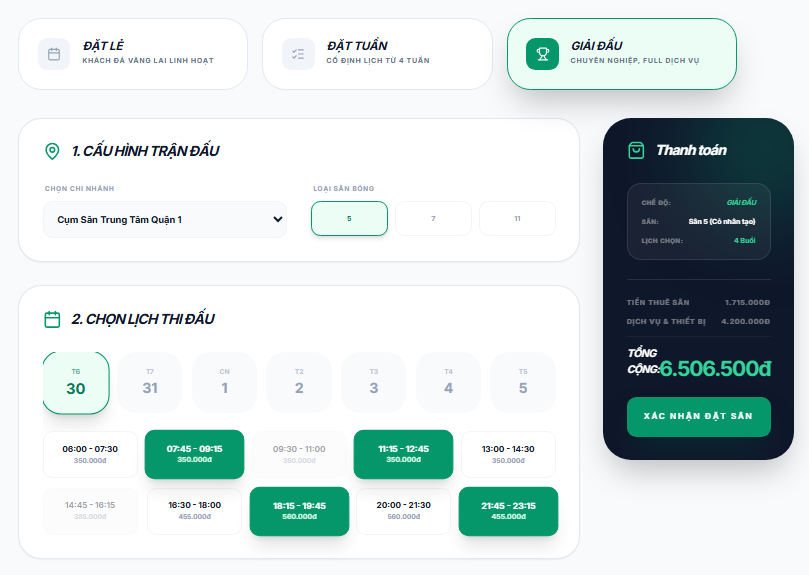 ĐẶT LẺ
KHÁCH ĐÁ VÃNG LAI LINH HOẠT
ĐẶT TUẦN
CỐ ĐỊNH LỊCH TỪ 4 TUẦN
GIẢI ĐẤU
CHUYÊN NGHIỆP, FULL DỊCH VỤ
1. CẤU HÌNH TRẬN ĐẤU
CHỌN CHI NHÁNH
LOẠI SÂN BÓNG
Cụm Sân Trung Tâm Quận 1
5
7
11
2. CHỌN LỊCH THI ĐẤU
T6
30
T7
31
CN
1
T2
2
T3
3
T4
4
T5
5
06:00 - 07:30
350.000đ
07:45 - 09:15
350.000đ
09:30 - 11:00
350.000đ
11:15 - 12:45
350.000đ
13:00 - 14:30
350.000đ
14:45 - 16:15
385.000đ
16:30 - 18:00
455.000đ
18:15 - 19:45
560.000đ
20:00 - 21:30
560.000đ
21:45 - 23:15
455.000đ
Thanh toán
CHẾ ĐỘ: GIẢI ĐẤU
SÂN: Sân 5 (Cỏ nhân tạo)
LỊCH CHỌN: 4 Buổi
TIỀN THUÊ SÂN 1.715.000Đ
DỊCH VỤ & THIẾT BỊ 4.200.000Đ
TỔNG
CỘNG: 6.506.500đ
XÁC NHẬN ĐẶT SÂN